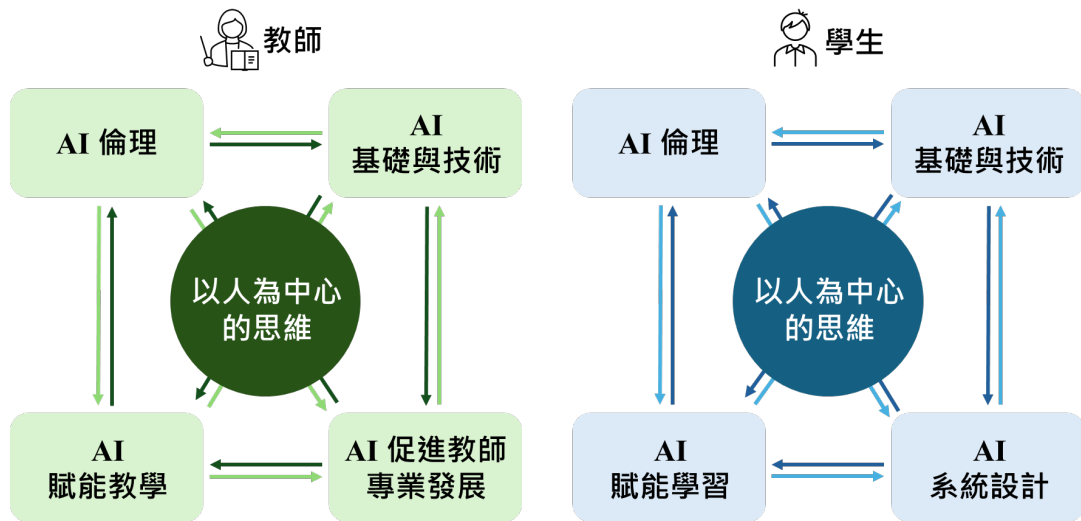 教師
AI 倫理
AI
基礎與技術
以人為中心
的思維
AI
賦能教學
AI 促進教師
專業發展
學生
AI 倫理
AI
基礎與技術
以人為中心
的思維
AI
賦能學習
AI
系統設計